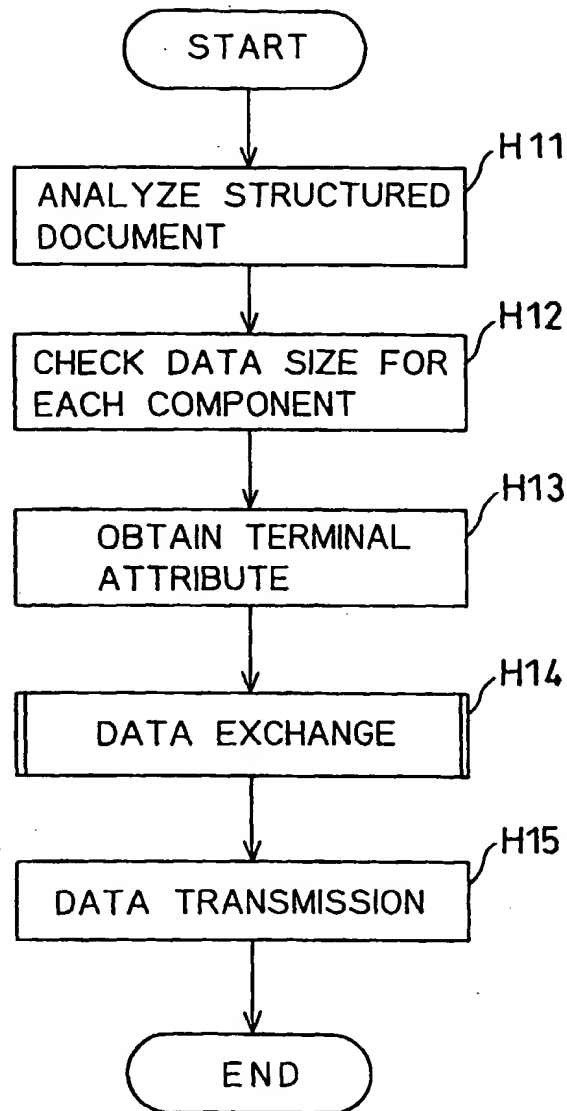 START
H11
ANALYZE STRUCTURED
DOCUMENT
H12
CHECK DATA SIZE FOR
EACH COMPONENT
H13
OBTAIN TERMINAL
ATTRIBUTE
H14
DATA EXCHANGE
H15
DATA TRANSMISSION
END